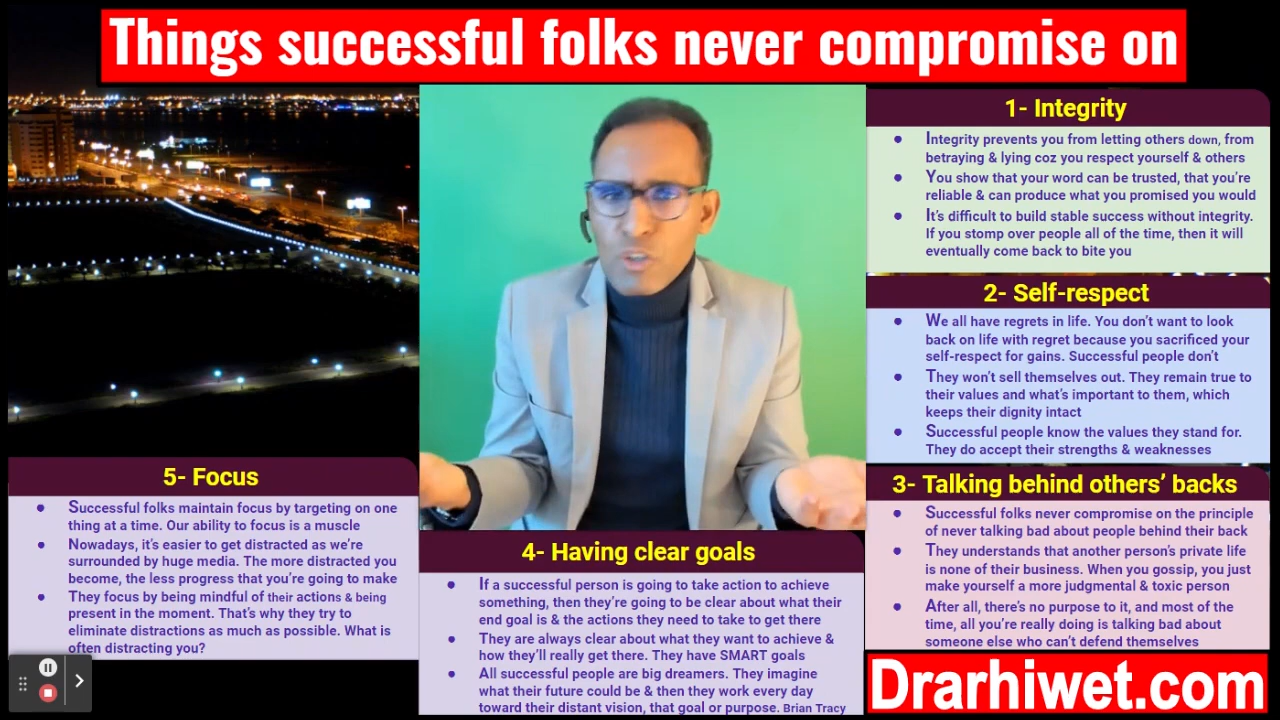 Things successful folks never compromise on
1- Integrity
● Integrity prevents you from letting others down, from
betraying & lying coz you respect yourself & others
● You show that your word can be trusted, that you're
reliable & can produce what you promised you would
● It's difficult to build stable success without integrity.
If you stomp over people all of the time, then it will
eventually come back to bite you
2- Self-respect
● We all have regrets in life. You don't want to look
back on life with regret because you sacrificed your
self-respect for gains. Successful people don't
● They won't sell themselves out. They remain true to
their values and what's important to them, which
keeps their dignity intact
● Successful people know the values they stand for.
They do accept their strengths & weaknesses
3- Talking behind others' backs
● Successful folks never compromise on the principle
of never talking bad about people behind their back
● They understands that another person's private life
is none of their business. When you gossip, you just
make yourself a more judgmental & toxic person
● After all, there's no purpose to it, and most of the
time, all you're really doing is talking bad about
someone else who can't defend themselves
4- Having clear goals
● If a successful person is going to take action to achieve
something, then they're going to be clear about what their
end goal is & the actions they need to take to get there
● They are always clear about what they want to achieve &
how they'll really get there. They have SMART goals
● All successful people are big dreamers. They imagine
what their future could be & then they work every day
toward their distant vision, that goal or purpose. Brian Tracy
5- Focus
● Successful folks maintain focus by targeting on one
thing at a time. Our ability to focus is a muscle
● Nowadays, it's easier to get distracted as we're
surrounded by huge media. The more distracted you
become, the less progress that you're going to make
● They focus by being mindful of their actions & being
present in the moment. That's why they try to
eliminate distractions as much as possible. What is
often distracting you?
Drarhiwet.com